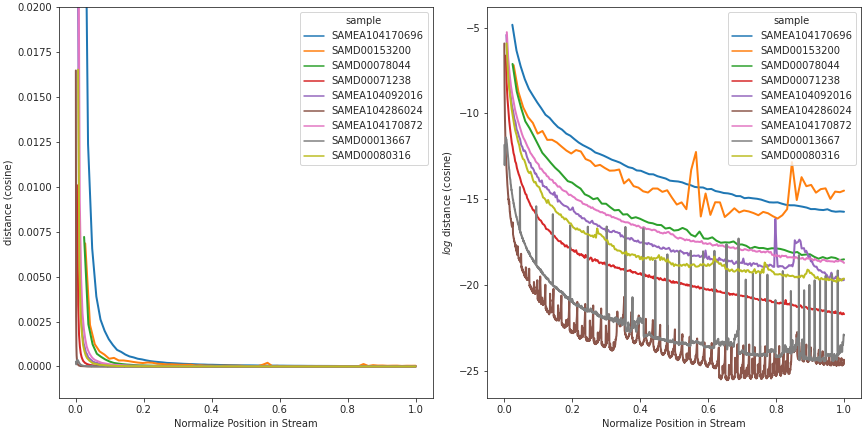 sample
SAMEA104170696
SAMD00153200
SAMD00078044
SAMD00071238
SAMEA104092016
SAMEA104286024
SAMEA104170872
SAMD00013667
SAMD00080316
0.0200
0.0175
0.0150
0.0125
0.0100
0.0075
0.0050
0.0025
0.0000
distance (cosine)
0.0 0.2 0.4 0.6 0.8 1.0
Normalize Position in Stream
sample
SAMEA104170696
SAMD00153200
SAMD00078044
SAMD00071238
SAMEA104092016
SAMEA104286024
SAMEA104170872
SAMD00013667
SAMD00080316
−5
−10
−15
−20
−25
log distance (cosine)
0.0 0.2 0.4 0.6 0.8 1.0
Normalize Position in Stream